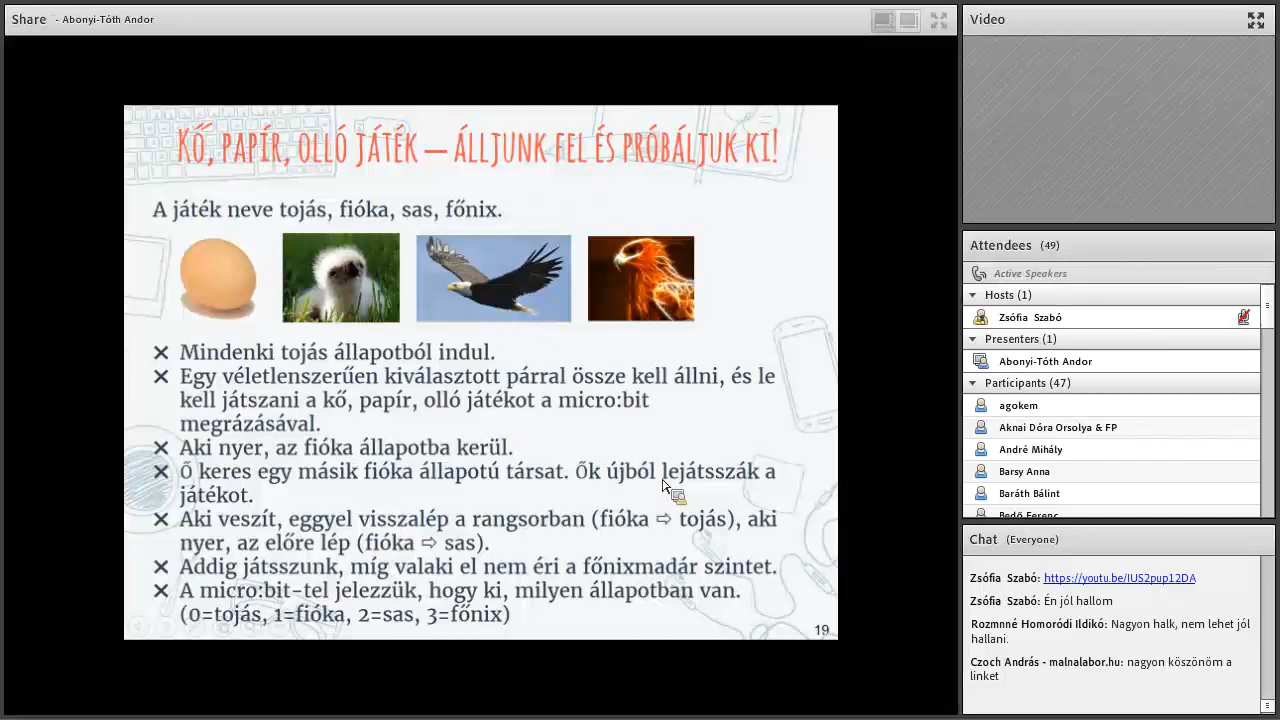 Share - Abonyi-Tóth Andor
KŐ, PAPÍR, OLLÓ JÁTÉK – ÁLLJUNK FEL ÉS PRÓBÁLJUK KI!
A játék neve tojás, fióka, sas, főnix.
✕ Mindenki tojás állapotból indul.
✕ Egy véletlenszerűen kiválasztott párral össze kell állni, és le
kell játszani a kő, papír, olló játékot a micro:bit
megrázásával.
✕ Aki nyer, az fióka állapotba kerül.
✕ Ő keres egy másik fióka állapotú társat. Ők újból lejátsszák a
játékot.
✕ Aki veszít, eggyel visszalép a rangsorban (fióka ⇨ tojás), aki
nyer, az előre lép (fióka ⇨ sas).
✕ Addig játsszunk, míg valaki el nem éri a főnixmadár szintet.
✕ A micro:bit-tel jelezzük, hogy ki, milyen állapotban van.
(0=tojás, 1=fióka, 2=sas, 3=főnix)
19
Video
Attendees (49)
Active Speakers
Hosts (1)
Zsófia Szabó
Presenters (1)
Abonyi-Tóth Andor
Participants (47)
agokem
Aknai Dóra Orsolya & FP
André Mihály
Barsy Anna
Baráth Bálint
Bedő Ferenc
Chat (Everyone)
Zsófia Szabó: https://youtu.be/IUS2pup12DA
Zsófia Szabó: Én jól hallom
Rozmnné Homoródi Ildikó: Nagyon halk, nem lehet jól
hallani.
Czoch András - malnalabor.hu: nagyon köszönöm a
linket